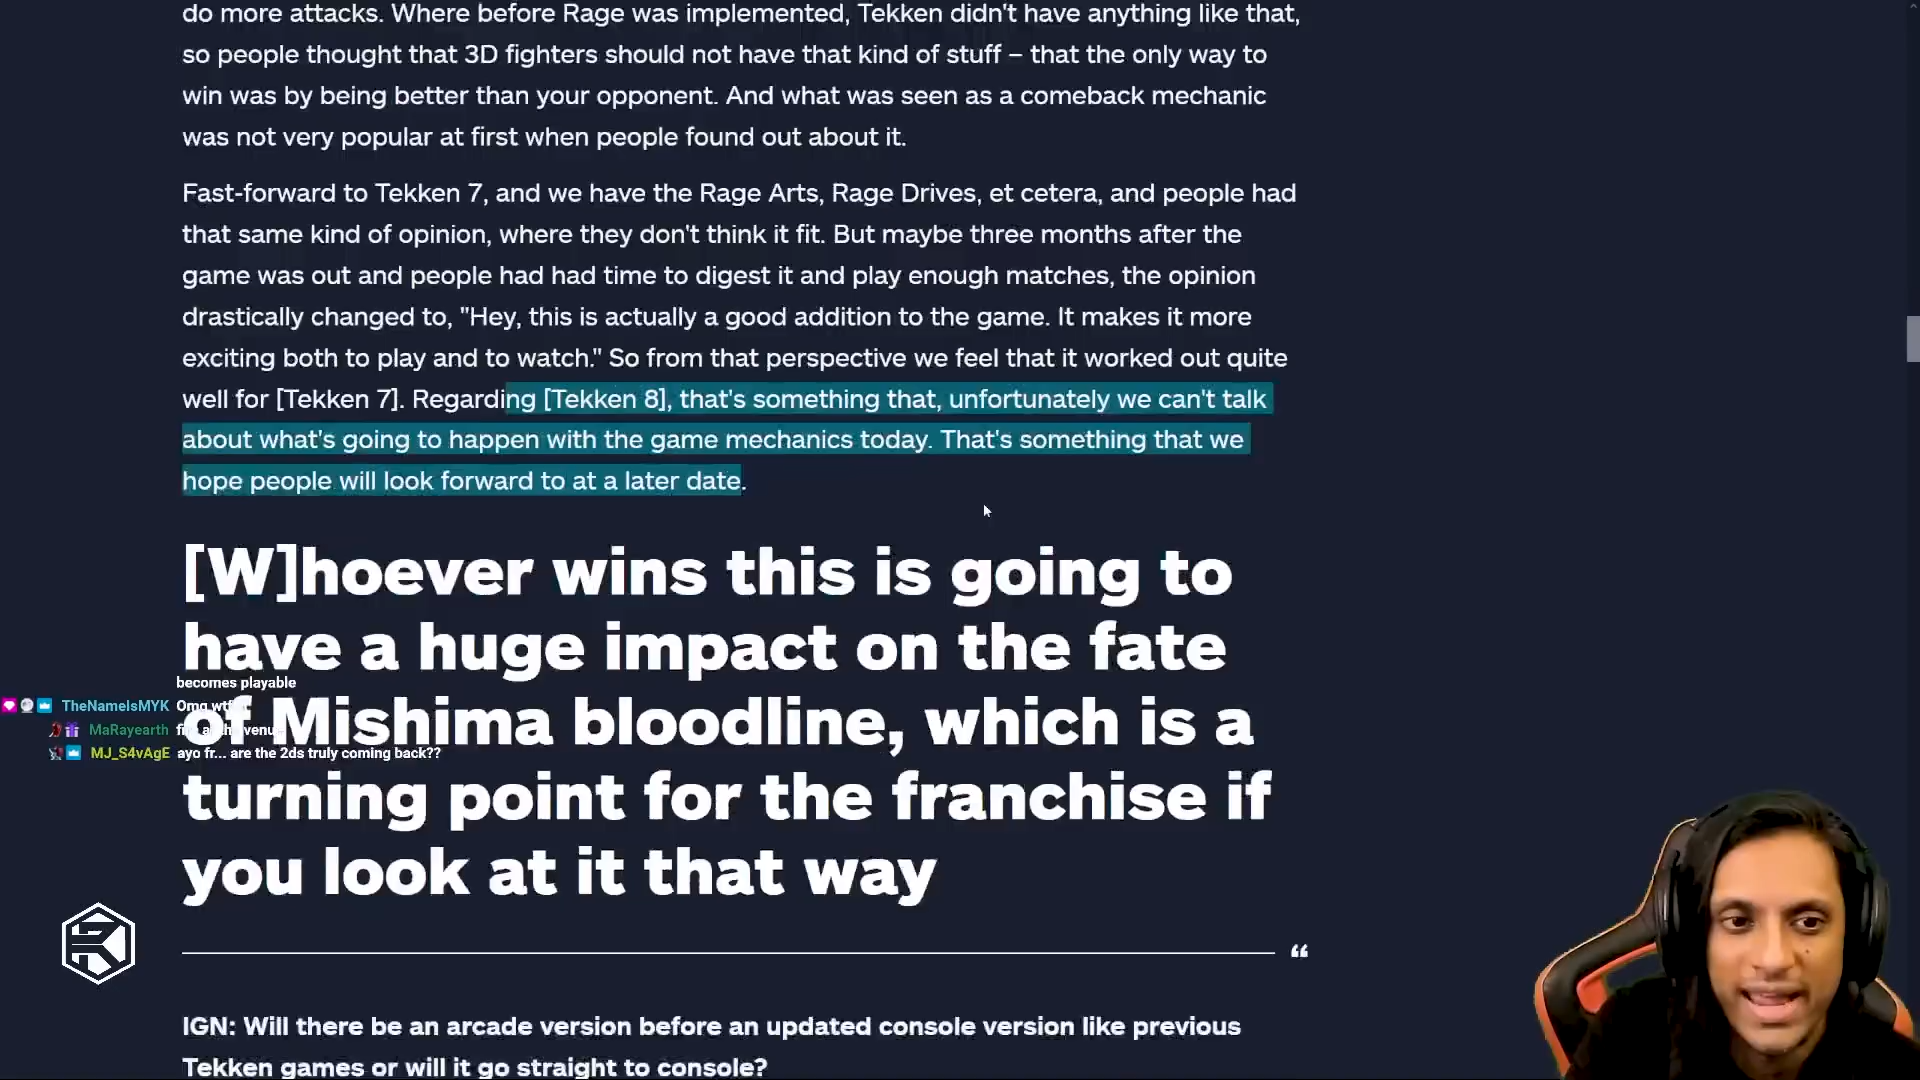 do more attacks. Where before Rage was implemented, Tekken didn't have anything like that,
so people thought that 3D fighters should not have that kind of stuff – that the only way to
win was by being better than your opponent. And what was seen as a comeback mechanic
was not very popular at first when people found out about it.
Fast-forward to Tekken 7, and we have the Rage Arts, Rage Drives, et cetera, and people had
that same kind of opinion, where they don't think it fit. But maybe three months after the
game was out and people had had time to digest it and play enough matches, the opinion
drastically changed to, "Hey, this is actually a good addition to the game. It makes it more
exciting both to play and to watch." So from that perspective we feel that it worked out quite
well for [Tekken 7]. Regarding [Tekken 8], that's something that, unfortunately we can't talk
about what's going to happen with the game mechanics today. That's something that we
hope people will look forward to at a later date.
[W]hoever wins this is going to
have a huge impact on the fate
of Mishima bloodline, which is a
turning point for the franchise if
you look at it that way
“
becomes playable
TheNameIsMYK Omg
MaRayearth
MJ_S4vAgE ayo fr... are the 2ds truly coming back??
IGN: Will there be an arcade version before an updated console version like previous
Tekken games or will it go straight to console?